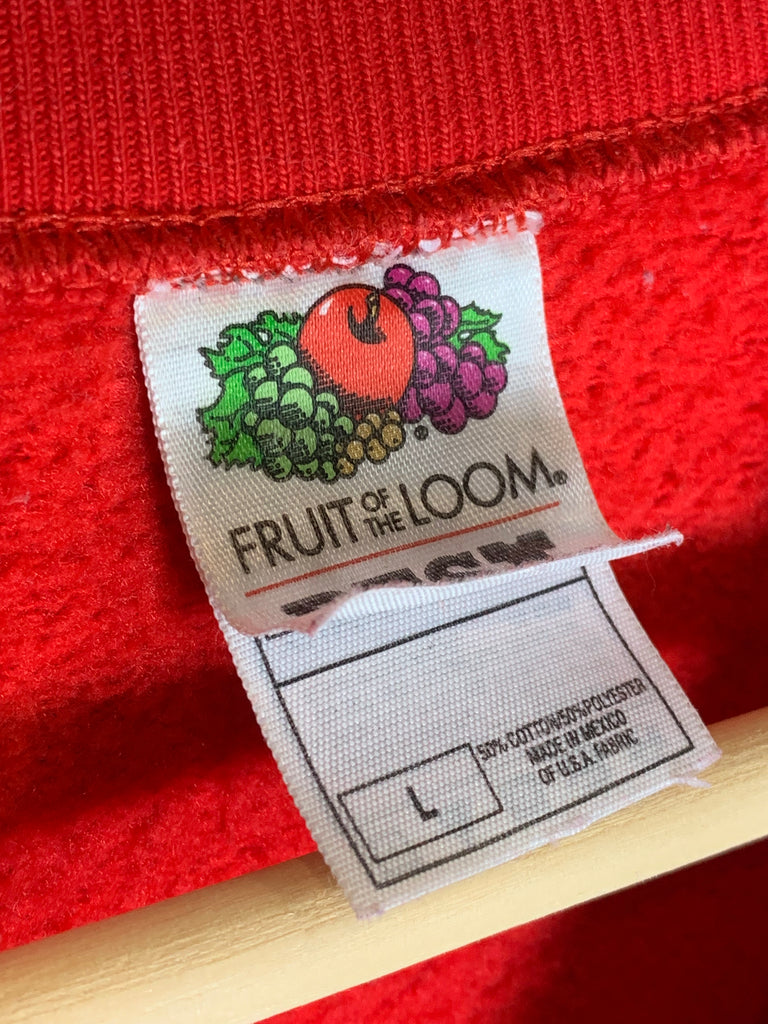 FRUIT OF THE LOOM®
50% COTTON/50% POLYESTER
MADE IN MEXICO
OF U.S.A. FABRIC
L